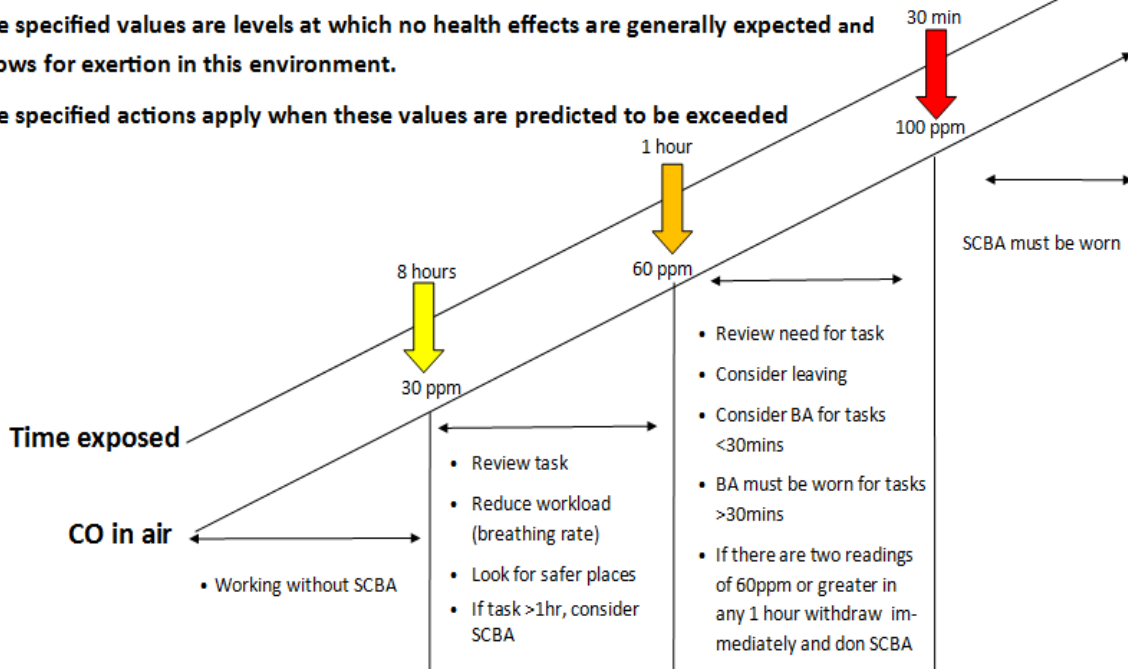 e specified values are levels at which no health effects are generally expected and
ows for exertion in this environment.
e specified actions apply when these values are predicted to be exceeded
30 min
100 ppm
SCBA must be worn
1 hour
60 ppm
• Review need for task
• Consider leaving
• Consider BA for tasks
<30mins
• BA must be worn for tasks
>30mins
• If there are two readings
of 60ppm or greater in
any 1 hour withdraw im-
mediately and don SCBA
8 hours
30 ppm
• Review task
• Reduce workload
(breathing rate)
• Look for safer places
• If task >1hr, consider
SCBA
Time exposed
CO in air
• Working without SCBA